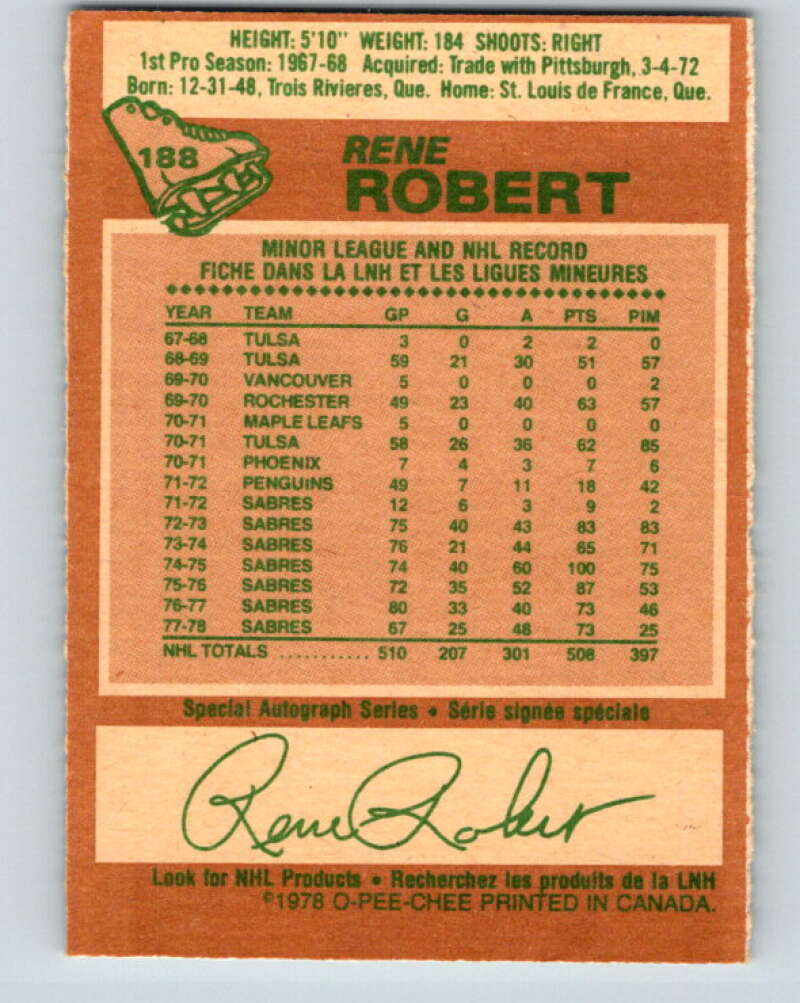 HEIGHT: 5'10" WEIGHT: 184 SHOOTS: RIGHT
1st Pro Season: 1967-68 Acquired: Trade with Pittsburgh, 3-4-72
Born: 12-31-48, Trois Rivieres, Que. Home: St. Louis de France, Que.
188
RENE
ROBERT
MINOR LEAGUE AND NHL RECORD
FICHE DANS LA LNH ET LES LIGUES MINEURES
YEAR TEAM GP G A PTS PIM
67-68 TULSA 3 0 2 2 0
68-69 TULSA 59 21 30 51 57
69-70 VANCOUVER 5 0 0 0 2
69-70 ROCHESTER 49 23 40 63 57
70-71 MAPLE LEAFS 5 0 0 0 0
70-71 TULSA 58 26 36 62 85
70-71 PHOENIX 7 4 3 7 6
71-72 PENGUINS 49 7 11 18 42
71-72 SABRES 12 6 3 9 2
72-73 SABRES 75 40 43 83 83
73-74 SABRES 76 21 44 65 71
74-75 SABRES 74 40 60 100 75
75-76 SABRES 72 35 52 87 53
76-77 SABRES 80 33 40 73 46
77-78 SABRES 67 25 48 73 25
NHL TOTALS ........... 510 207 301 508 397
Special Autograph Series • Série signée spéciale
Rene Robert
Look for NHL Products • Recherchez les produits de la LNH
©1978 O-PEE-CHEE PRINTED IN CANADA.